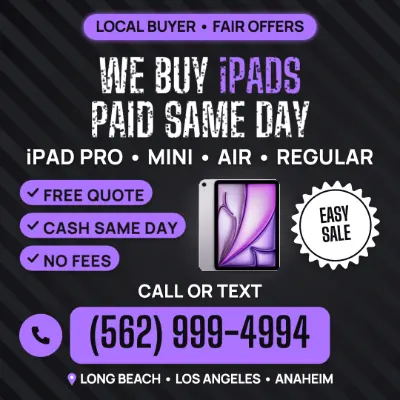 LOCAL BUYER • FAIR OFFERS
WE BUY iPADS
PAID SAME DAY
iPAD PRO • MINI • AIR • REGULAR
FREE QUOTE
CASH SAME DAY
NO FEES
EASY
SALE
CALL OR TEXT
(562) 999-4994
LONG BEACH • LOS ANGELES • ANAHEIM